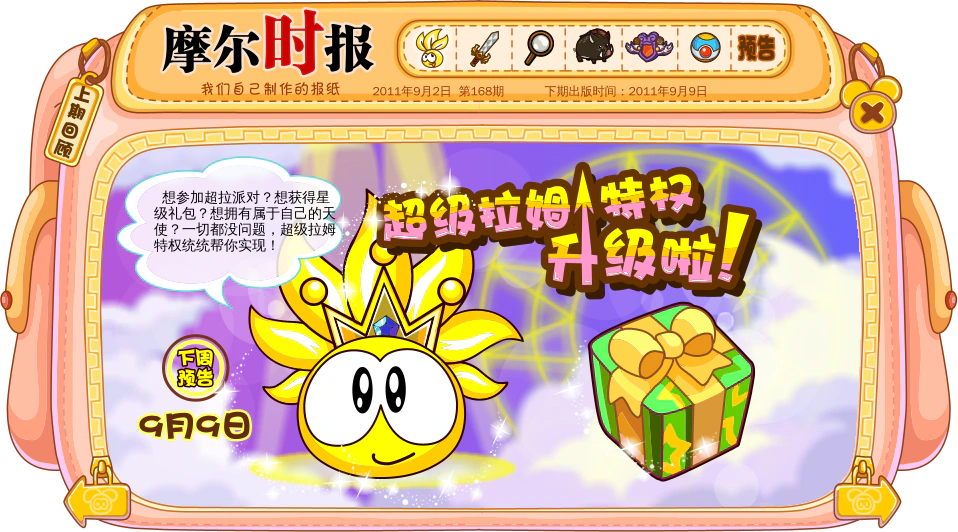 摩尔时报
预告
我们自己制作的报纸
2011年9月2日 第168期
下期出版时间：2011年9月9日
上期回顾
想参加超拉派对？想获得星
级礼包？想拥有属于自己的天
使？一切都没问题，超级拉姆
特权统统帮你实现！
超级拉姆特权
升级啦！
下周
预告
9月9日